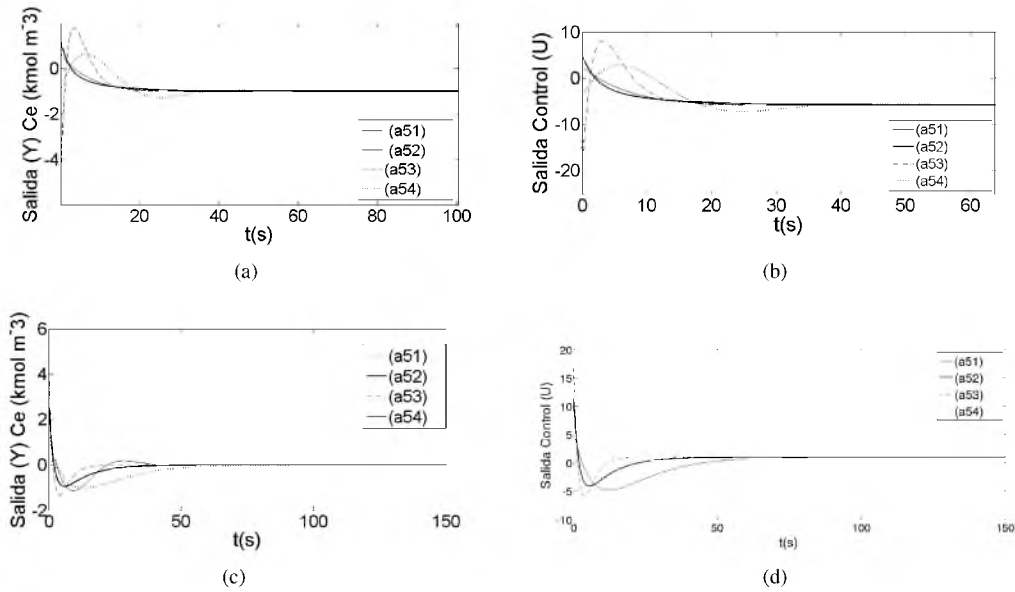 Salida (Y) Ce (kmol m⁻3)
0
-2
-4
0
20
40
60
80
100
t(s)
(a51)
(a52)
(a53)
(a54)
(a)
Salida Control (U)
10
0
-10
-20
0
10
20
30
40
50
60
t(s)
(a51)
(a52)
(a53)
(a54)
(b)
Salida (Y) Ce (kmol m⁻3)
6
4
2
0
-2
0
50
100
150
t(s)
(a51)
(a52)
(a53)
(a54)
(c)
Salida Control (U)
20
15
10
5
0
-5
-10
0
50
100
150
t(s)
(a51)
(a52)
(a53)
(a54)
(d)